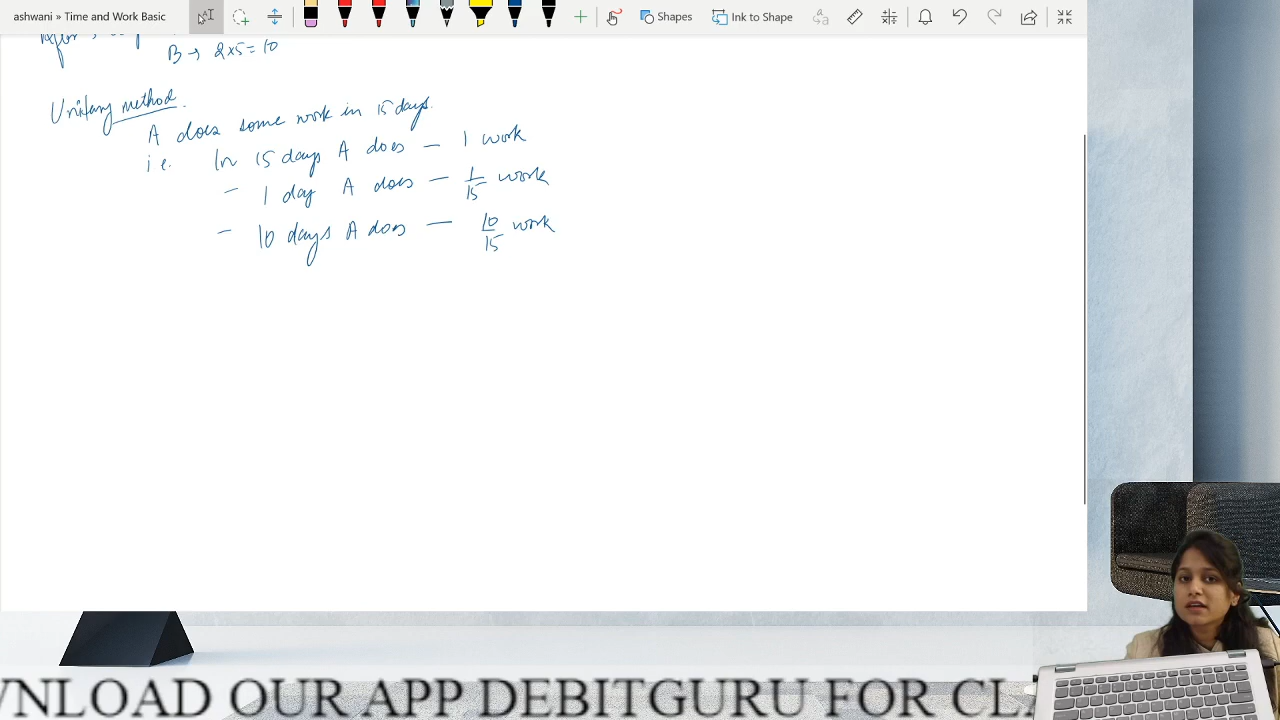 ashwani » Time and Work Basic
Shapes
Ink to Shape
After
B → 2×5=10
Unitary method.
A does some work in 15 days.
i.e. In 15 days A does — 1 work
— 1 day A does — 1/15 work
— 10 days A does — 10/15 work
WNLOAD OUR APP DEBITGURU FOR CL